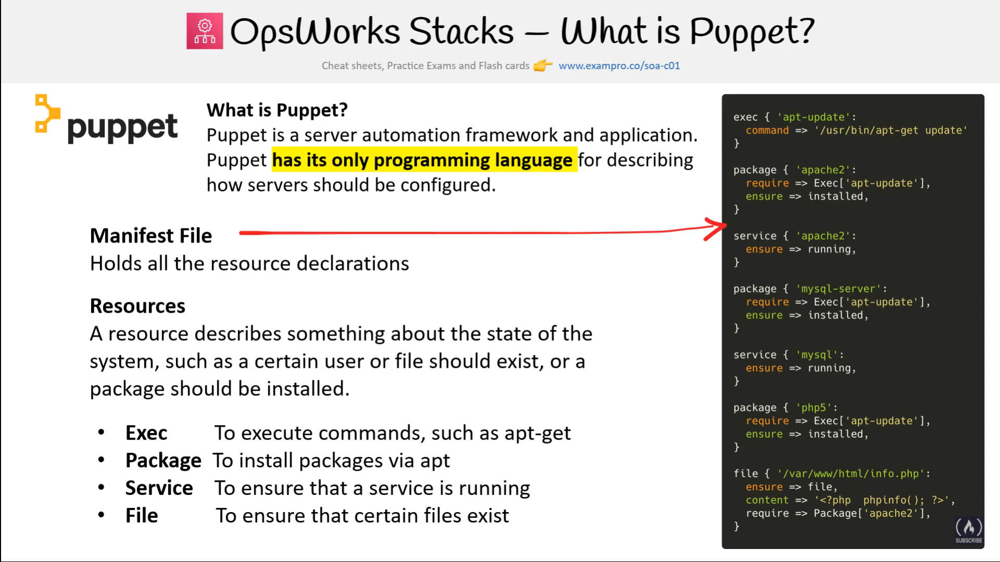 OpsWorks Stacks – What is Puppet?
Cheat sheets, Practice Exams and Flash cards 👉 www.exampro.co/soa-c01
puppet
What is Puppet?
Puppet is a server automation framework and application.
Puppet has its only programming language for describing
how servers should be configured.
Manifest File
Holds all the resource declarations
Resources
A resource describes something about the state of the
system, such as a certain user or file should exist, or a
package should be installed.
• Exec To execute commands, such as apt-get
• Package To install packages via apt
• Service To ensure that a service is running
• File To ensure that certain files exist
exec { 'apt-update':
  command => '/usr/bin/apt-get update'
}
package { 'apache2':
  require => Exec['apt-update'],
  ensure => installed,
}
service { 'apache2':
  ensure => running,
}
package { 'mysql-server':
  require => Exec['apt-update'],
  ensure => installed,
}
service { 'mysql':
  ensure => running,
}
package { 'php5':
  require => Exec['apt-update'],
  ensure => installed,
}
file { '/var/www/html/info.php':
  ensure => file,
  content => '<?php  phpinfo(); ?>',
  require => Package['apache2'],
}
SUBSCRIBE